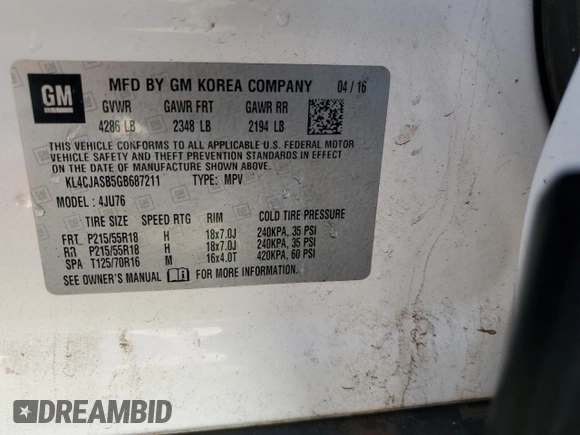 GM
MFD BY GM KOREA COMPANY 04 / 16
GVWR GAWR FRT GAWR RR
4286 LB 2348 LB 2194 LB
THIS VEHICLE CONFORMS TO ALL APPLICABLE U.S. FEDERAL MOTOR
VEHICLE SAFETY AND THEFT PREVENTION STANDARDS IN EFFECT
ON THE DATE OF MANUFACTURE SHOWN ABOVE.
KL4CJASB5GB687211 TYPE: MPV
MODEL : 4JU76
TIRE SIZE SPEED RTG RIM COLD TIRE PRESSURE
FRT P215/55R18 H 18x7.0J 240KPA, 35 PSI
RR P215/55R18 H 18x7.0J 240KPA, 35 PSI
SPA T125/70R16 M 16x4.0T 420KPA, 60 PSI
SEE OWNER'S MANUAL FOR MORE INFORMATION.
DREAMBID